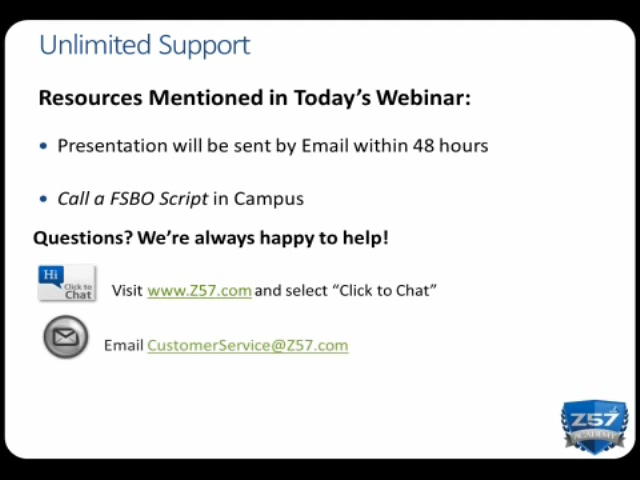 Unlimited Support
Resources Mentioned in Today's Webinar:
• Presentation will be sent by Email within 48 hours
• Call a FSBO Script in Campus
Questions? We're always happy to help!
Hi
Click to
Chat
Visit www.Z57.com and select “Click to Chat”
Email CustomerService@Z57.com
Z57
ACADEMY